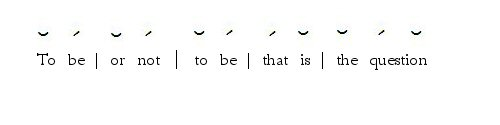 To be | or not | to be | that is | the question